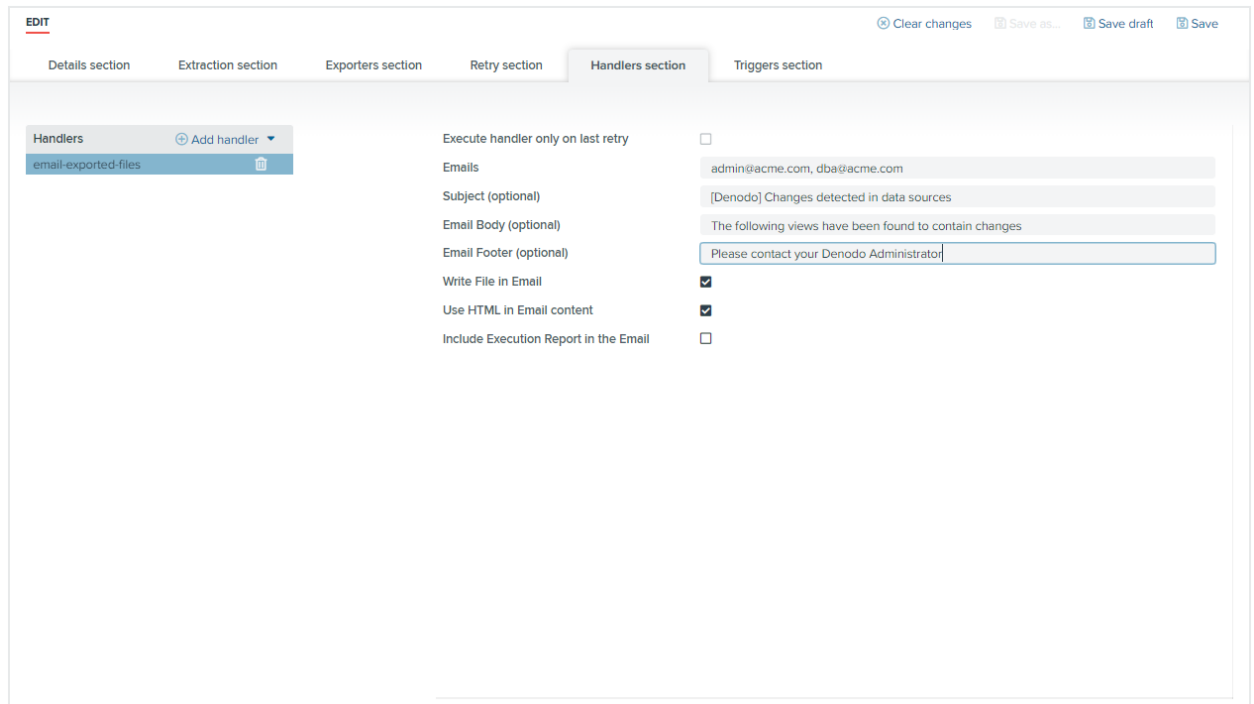 EDIT
Clear changes Save as... Save draft Save
Details section Extraction section Exporters section Retry section Handlers section Triggers section
Handlers Add handler
email-exported-files
Execute handler only on last retry
Emails admin@acme.com, dba@acme.com
Subject (optional) [Denodo] Changes detected in data sources
Email Body (optional) The following views have been found to contain changes
Email Footer (optional) Please contact your Denodo Administrator
Write File in Email
Use HTML in Email content
Include Execution Report in the Email